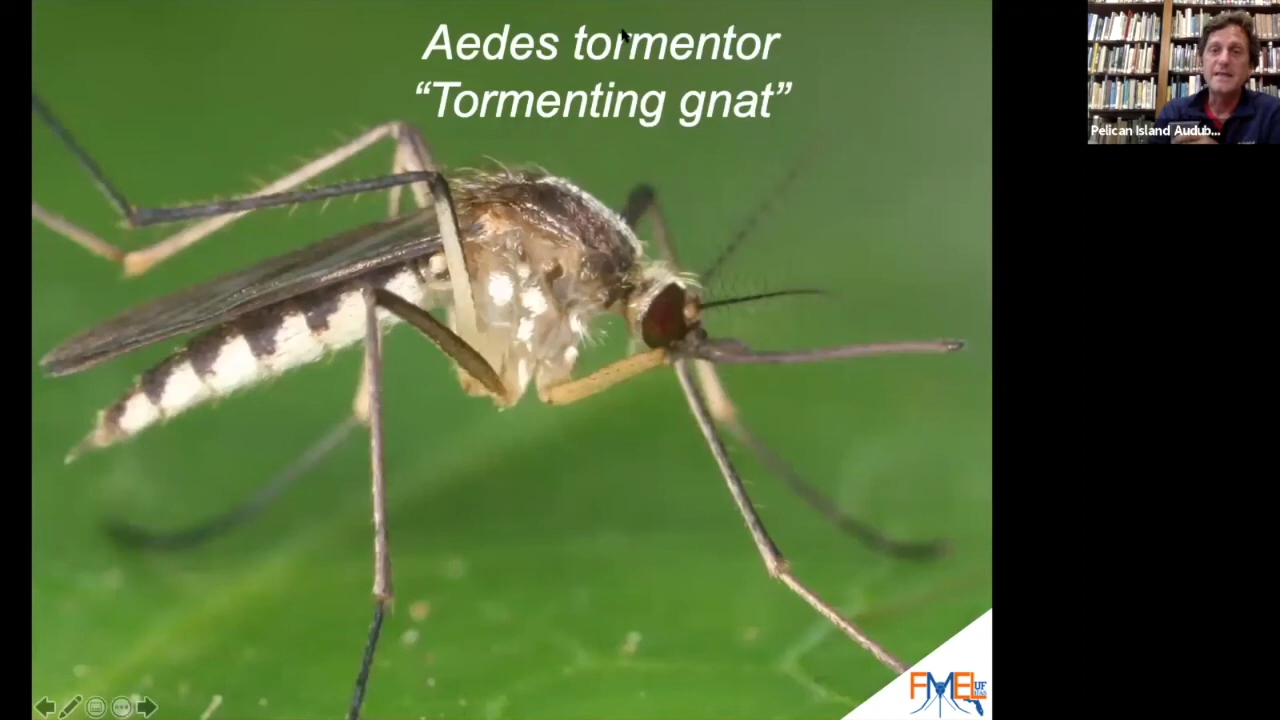 Aedes tormentor
“Tormenting gnat”
Pelican Island Audub...
FMEL
UF